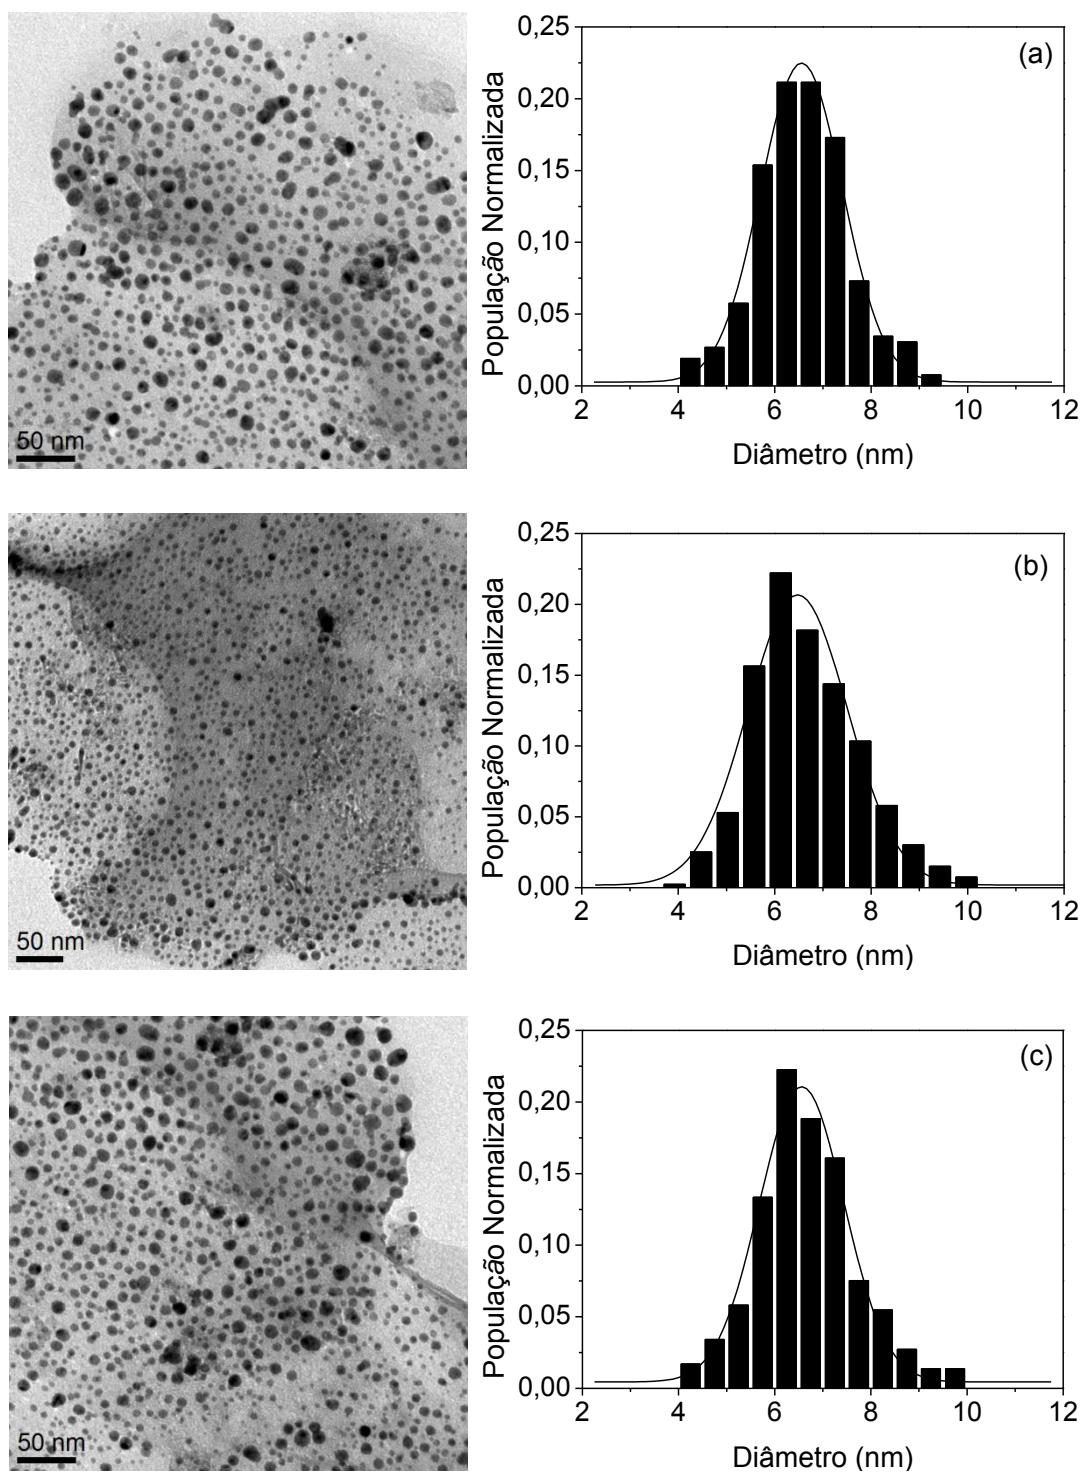 50 nm
População Normalizada
0,25
0,20
0,15
0,10
0,05
0,00
(a)
2 4 6 8 10 12
Diâmetro (nm)
50 nm
População Normalizada
0,25
0,20
0,15
0,10
0,05
0,00
(b)
2 4 6 8 10 12
Diâmetro (nm)
50 nm
População Normalizada
0,25
0,20
0,15
0,10
0,05
0,00
(c)
2 4 6 8 10 12
Diâmetro (nm)